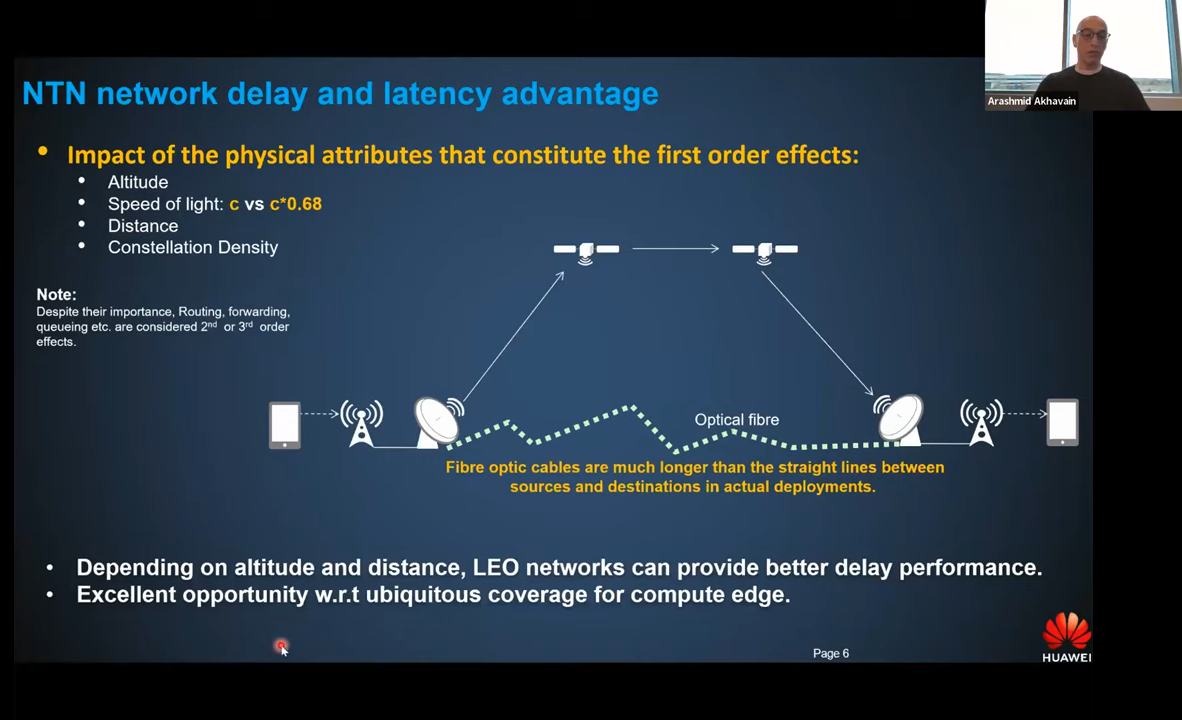 Arashmid Akhavain
NTN network delay and latency advantage
• Impact of the physical attributes that constitute the first order effects:
• Altitude
• Speed of light: c vs c*0.68
• Distance
• Constellation Density
Note:
Despite their importance, Routing, forwarding,
queueing etc. are considered 2nd or 3rd order
effects.
Optical fibre
Fibre optic cables are much longer than the straight lines between
sources and destinations in actual deployments.
• Depending on altitude and distance, LEO networks can provide better delay performance.
• Excellent opportunity w.r.t ubiquitous coverage for compute edge.
Page 6
HUAWEI